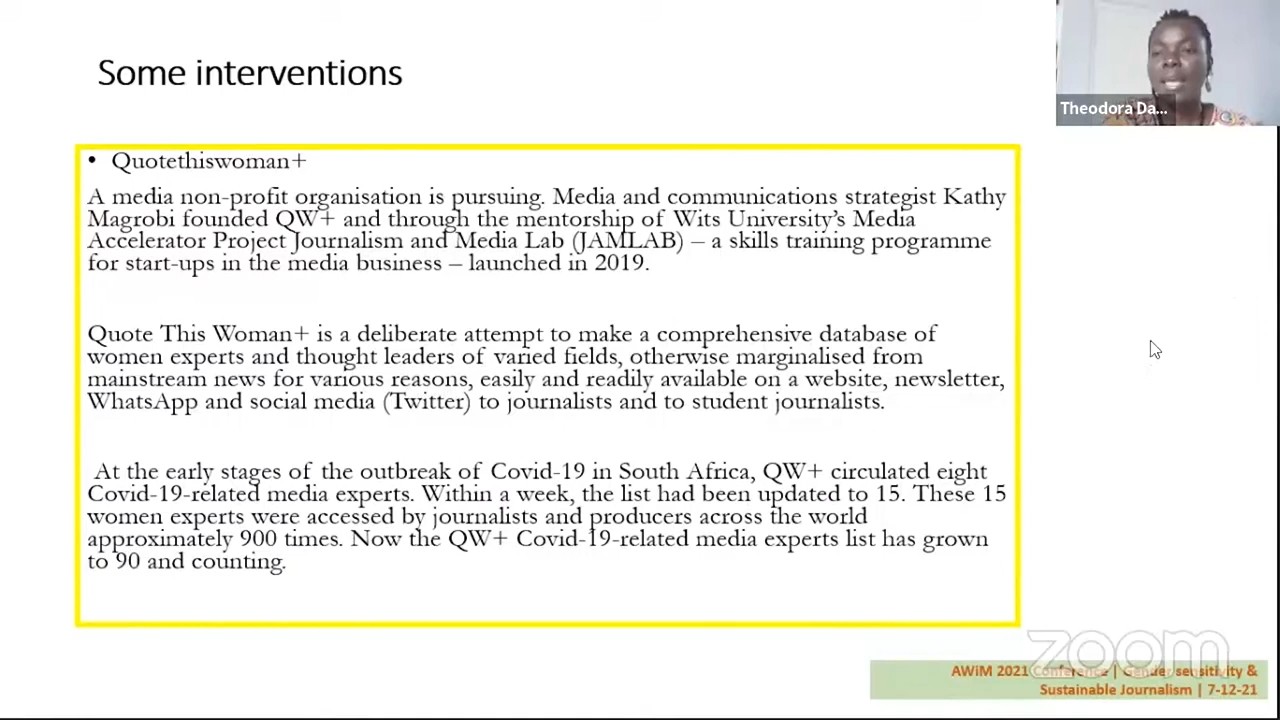 Some interventions
Theodora Da...
• Quotethiswoman+
A media non-profit organisation is pursuing. Media and communications strategist Kathy
Magrobi founded QW+ and through the mentorship of Wits University’s Media
Accelerator Project Journalism and Media Lab (JAMLAB) – a skills training programme
for start-ups in the media business – launched in 2019.
Quote This Woman+ is a deliberate attempt to make a comprehensive database of
women experts and thought leaders of varied fields, otherwise marginalised from
mainstream news for various reasons, easily and readily available on a website, newsletter,
WhatsApp and social media (Twitter) to journalists and to student journalists.
At the early stages of the outbreak of Covid-19 in South Africa, QW+ circulated eight
Covid-19-related media experts. Within a week, the list had been updated to 15. These 15
women experts were accessed by journalists and producers across the world
approximately 900 times. Now the QW+ Covid-19-related media experts list has grown
to 90 and counting.
zoom
AWiM 2021 Conference | Gender sensitivity &
Sustainable Journalism | 7-12-21